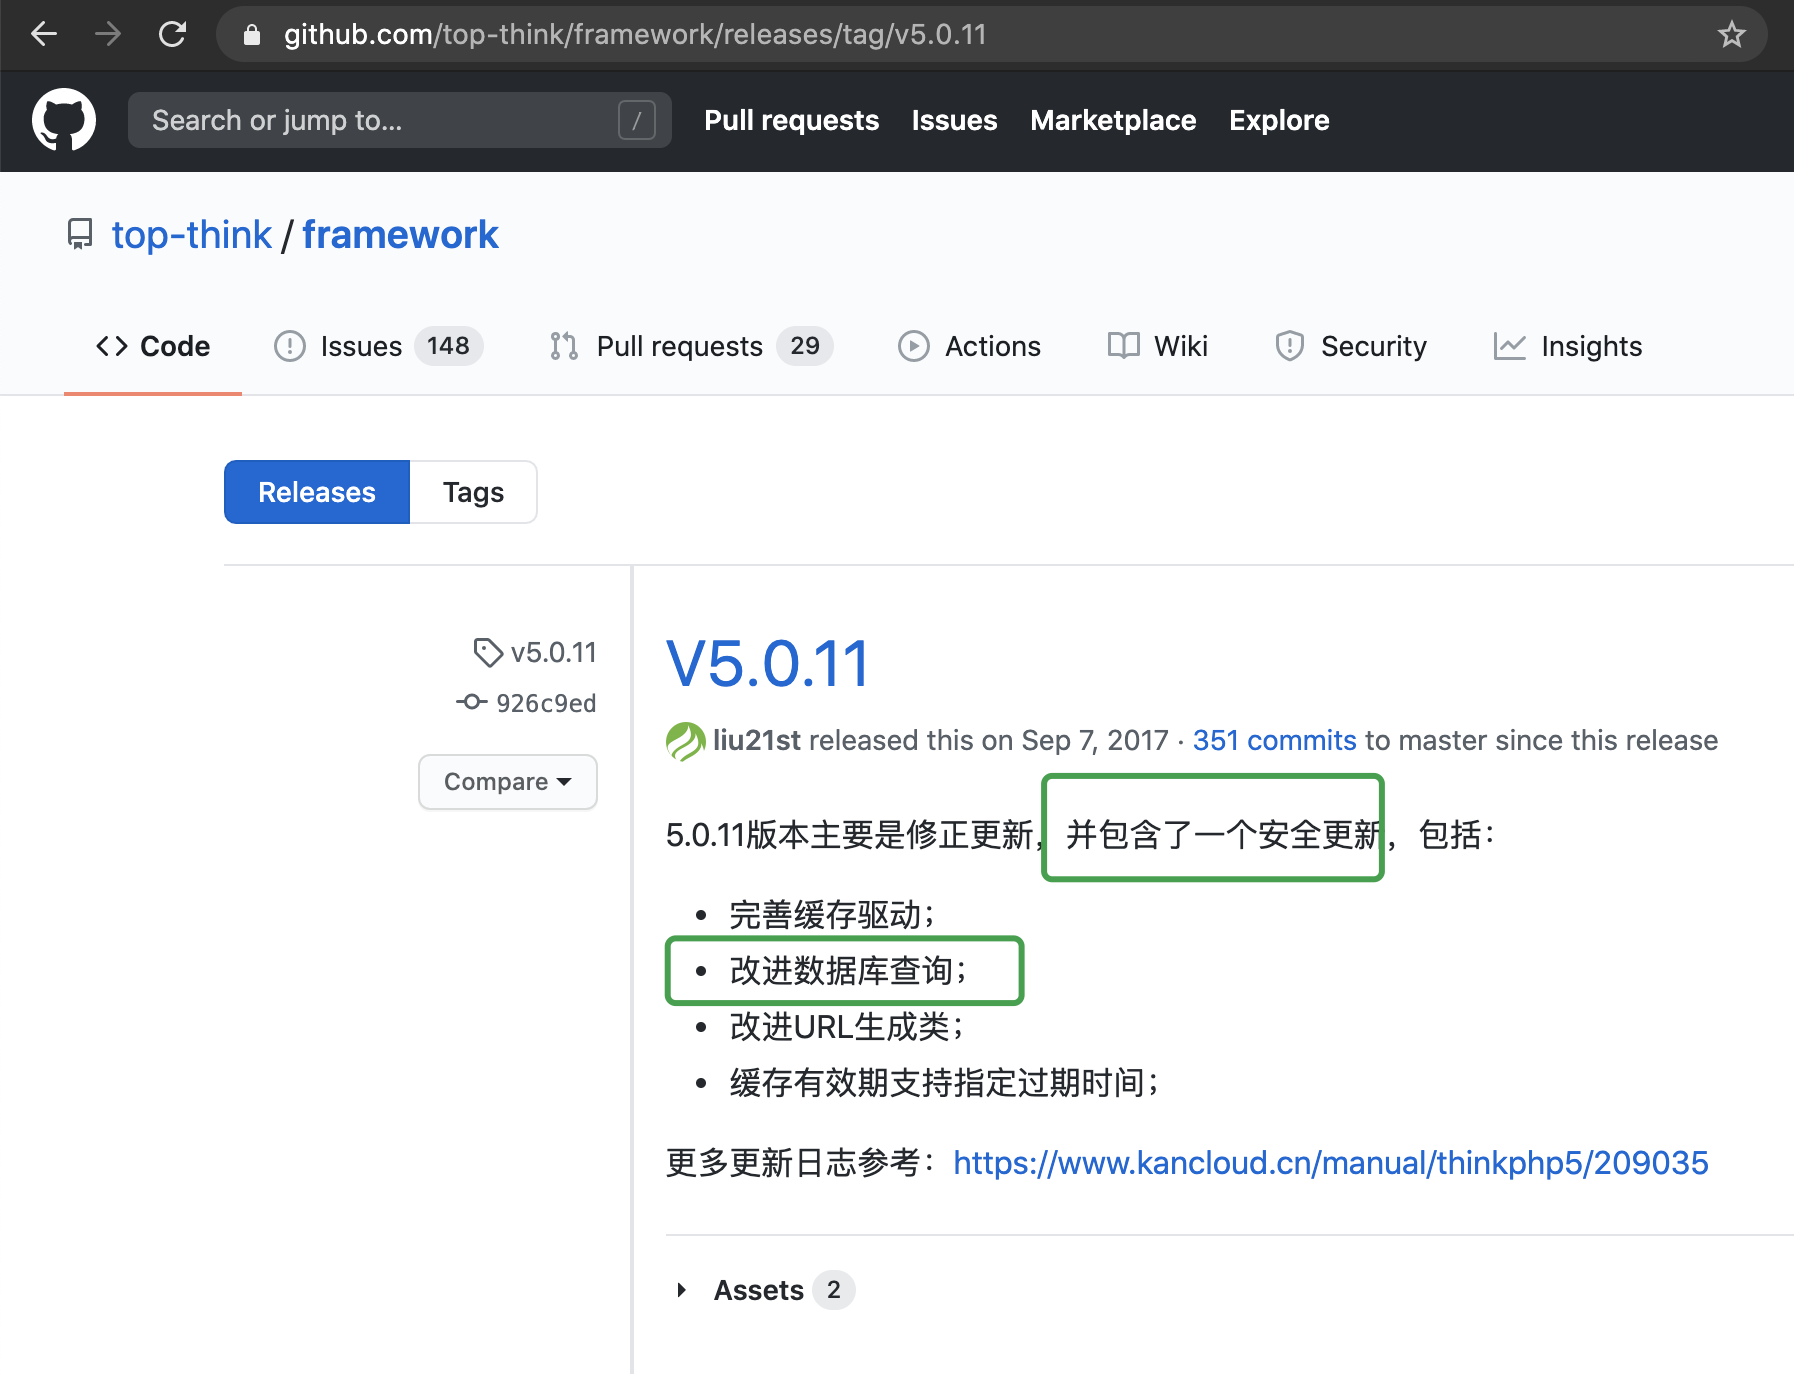 github.com/top-think/framework/releases/tag/v5.0.11
Search or jump to... / Pull requests Issues Marketplace Explore
top-think / framework
Code Issues 148 Pull requests 29 Actions Wiki Security Insights
Releases Tags
v5.0.11
926c9ed
Compare
V5.0.11
liu21st released this on Sep 7, 2017 · 351 commits to master since this release
5.0.11版本主要是修正更新，并包含了一个安全更新，包括：
• 完善缓存驱动；
• 改进数据库查询；
• 改进URL生成类；
• 缓存有效期支持指定过期时间；
更多更新日志参考：https://www.kancloud.cn/manual/thinkphp5/209035
Assets 2